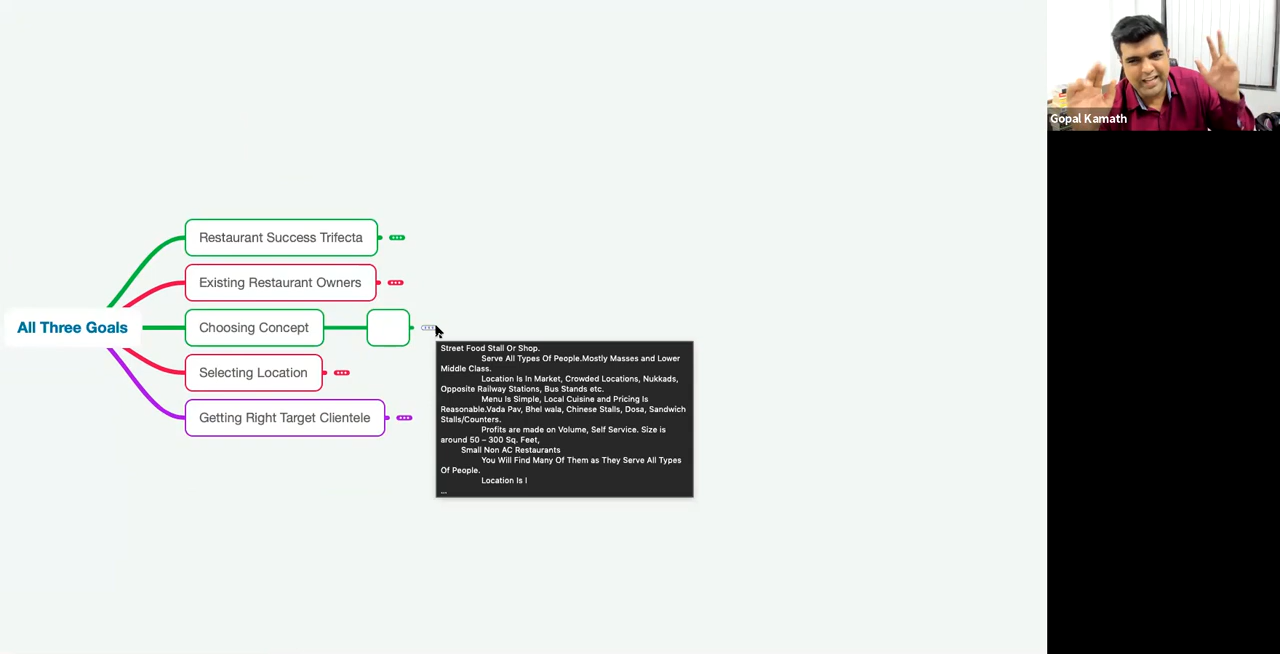 Gopal Kamath
Restaurant Success Trifecta
Existing Restaurant Owners
All Three Goals
Choosing Concept
Selecting Location
Getting Right Target Clientele
Street Food Stall Or Shop.
Serve All Types Of People.Mostly Masses and Lower
Middle Class.
Location Is In Market, Crowded Locations, Nukkads,
Opposite Railway Stations, Bus Stands etc.
Menu Is Simple, Local Cuisine and Pricing Is
Reasonable.Vada Pav, Bhel wala, Chinese Stalls, Dosa, Sandwich
Stalls/Counters.
Profits are made on Volume, Self Service. Size is
around 50 – 300 Sq. Feet,
Small Non AC Restaurants
You Will Find Many Of Them as They Serve All Types
Of People.
Location Is I
...